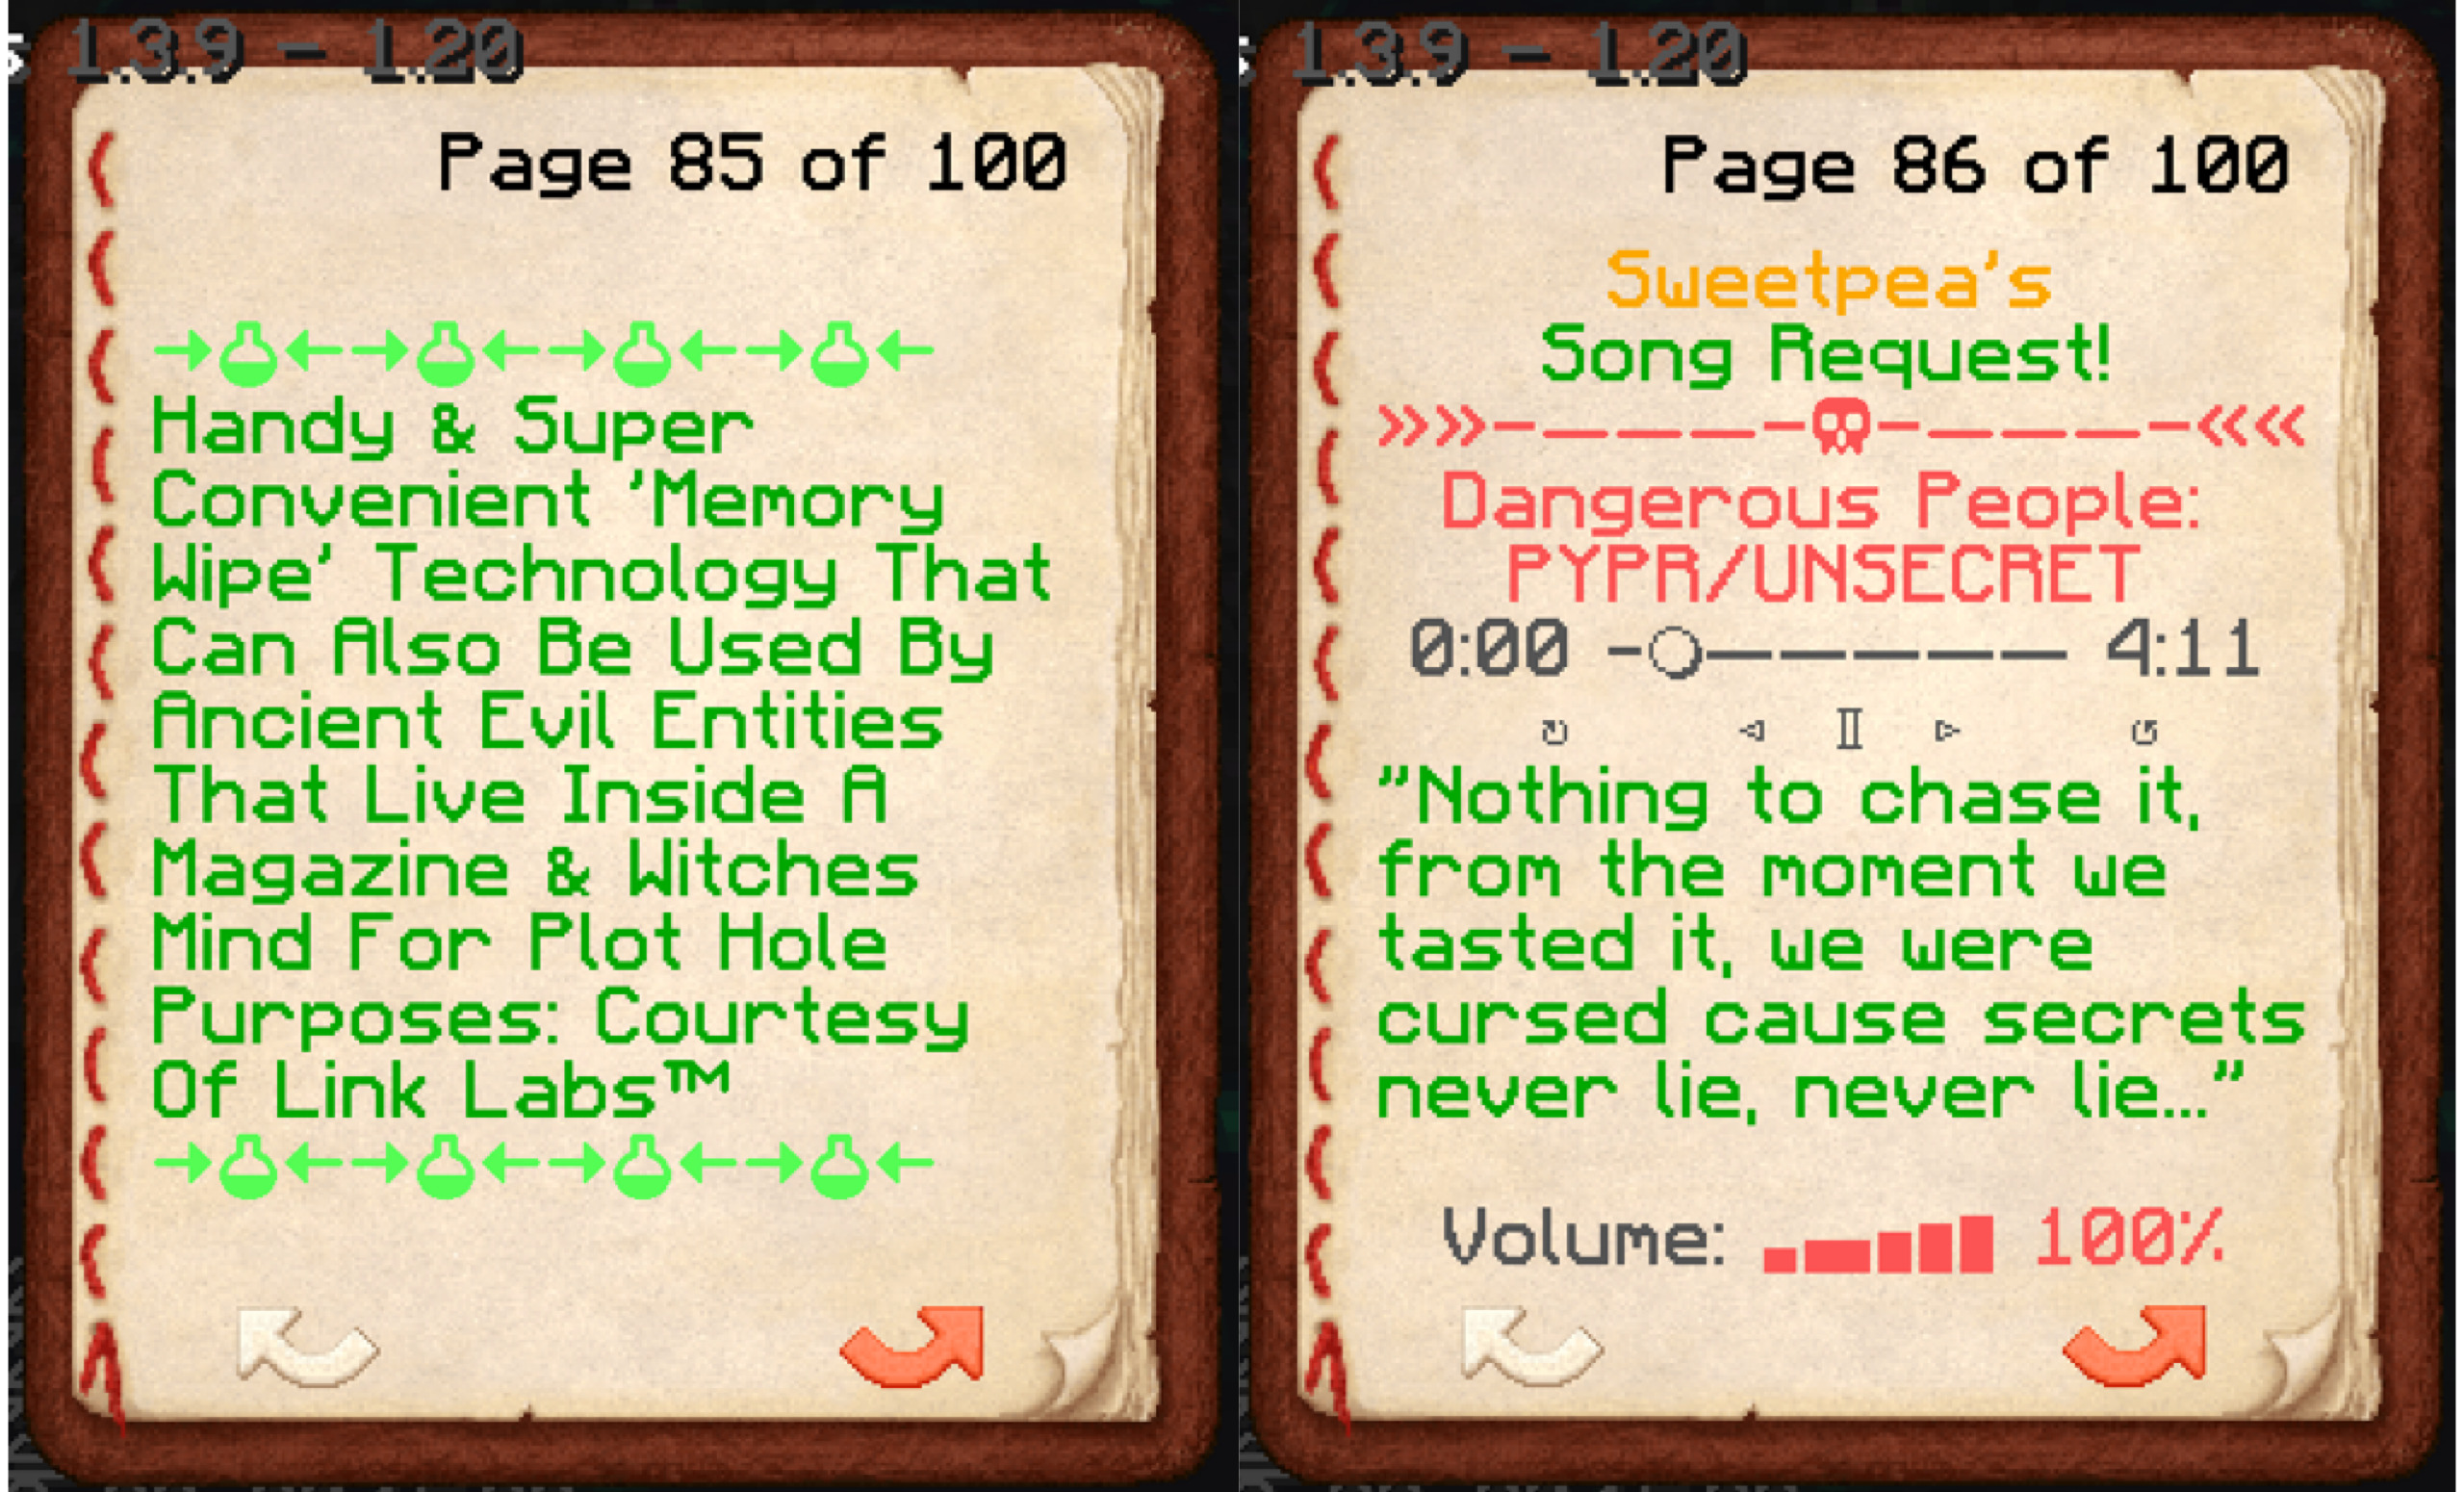 s 1.3.9 - 1.20
Page 85 of 100
→⚗←→⚗←→⚗←→⚗←
Handy & Super
Convenient 'Memory
Wipe' Technology That
Can Also Be Used By
Ancient Evil Entities
That Live Inside A
Magazine & Witches
Mind For Plot Hole
Purposes: Courtesy
Of Link Labs™
→⚗←→⚗←→⚗←→⚗←
s 1.3.9 - 1.20
Page 86 of 100
Sweetpea's
Song Request!
»»-———-☠-———-««
Dangerous People:
PYPR/UNSECRET
0:00 -○————— 4:11
↻ ◁ II ▷ ↺
"Nothing to chase it,
from the moment we
tasted it, we were
cursed cause secrets
never lie, never lie..."
Volume: ▂▃▄▅▆ 100%